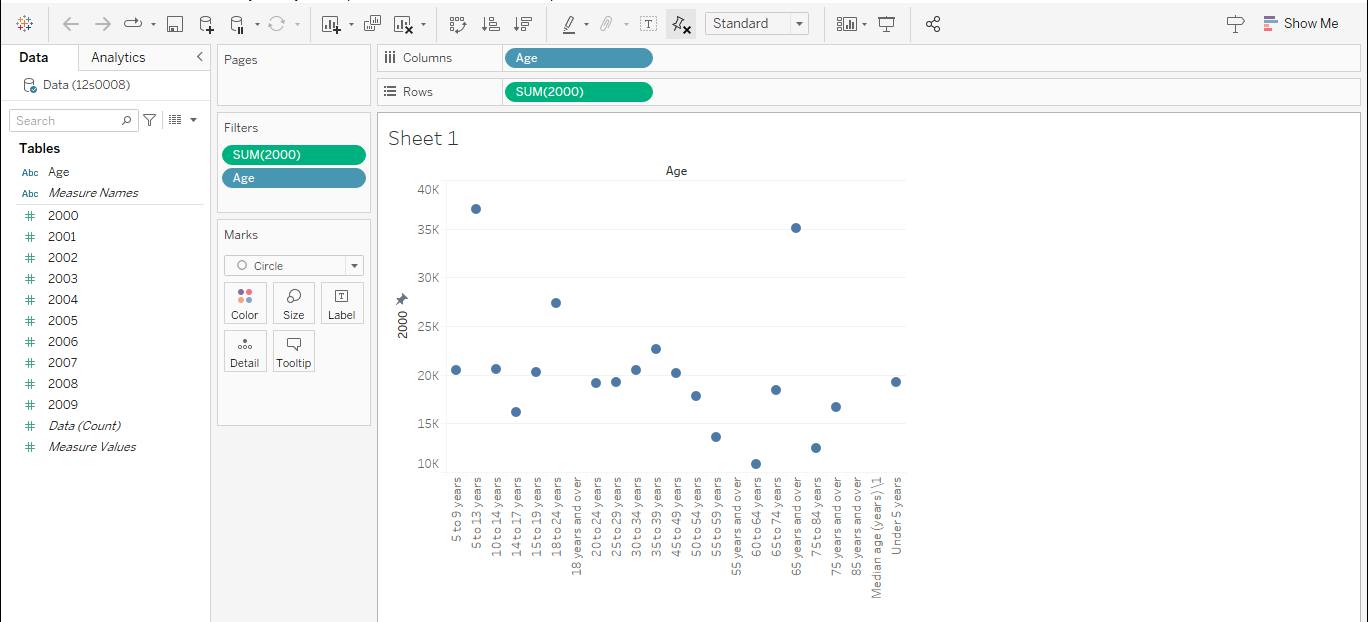 Standard
Show Me
Data
Analytics
Data (12s0008)
Search
Tables
Abc Age
Abc Measure Names
# 2000
# 2001
# 2002
# 2003
# 2004
# 2005
# 2006
# 2007
# 2008
# 2009
# Data (Count)
# Measure Values
Pages
Filters
SUM(2000)
Age
Marks
Circle
Color
Size
Label
Detail
Tooltip
Columns
Age
Rows
SUM(2000)
Sheet 1
Age
2000
40K
35K
30K
25K
20K
15K
10K
5 to 9 years
5 to 13 years
10 to 14 years
14 to 17 years
15 to 19 years
18 to 24 years
18 years and over
20 to 24 years
25 to 29 years
30 to 34 years
35 to 39 years
45 to 49 years
50 to 54 years
55 to 59 years
55 years and over
60 to 64 years
65 to 74 years
65 years and over
75 to 84 years
75 years and over
85 years and over
Median age (years) \1
Under 5 years